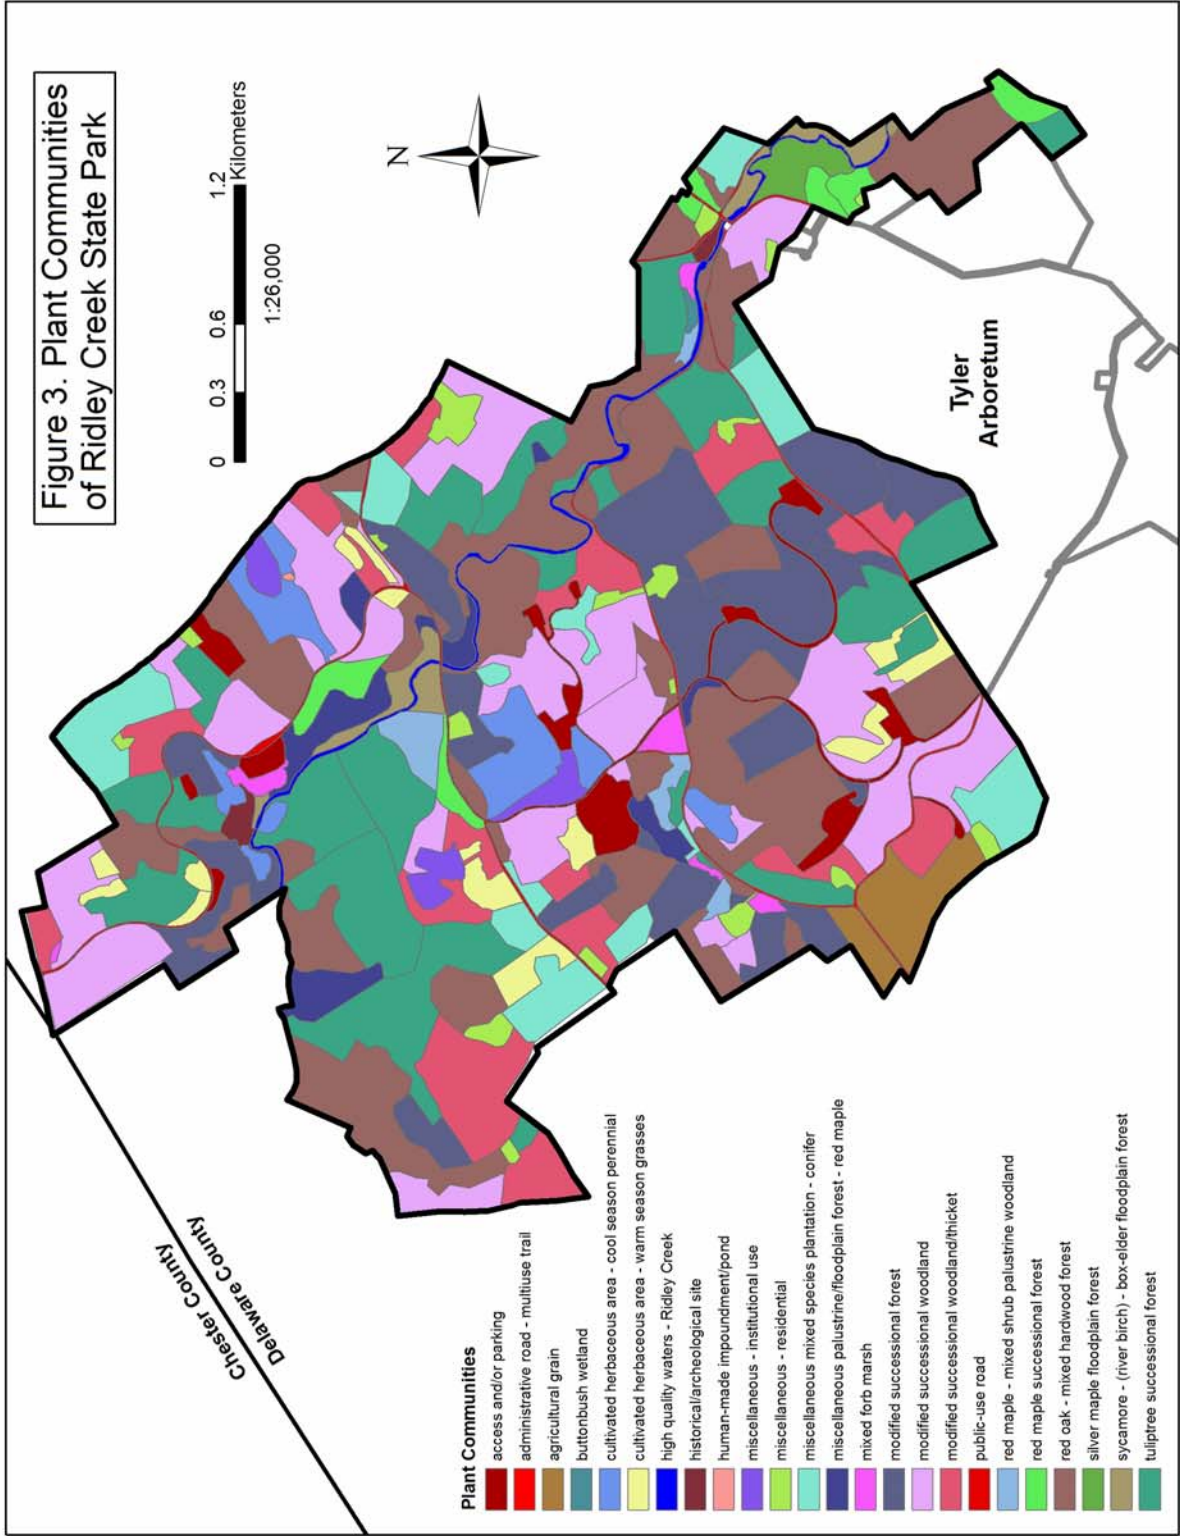 Figure 3. Plant Communities
of Ridley Creek State Park
0 0.3 0.6 1.2
Kilometers
1:26,000
N
Tyler
Arboretum
Chester County
Delaware County
Plant Communities
access and/or parking
administrative road - multiuse trail
agricultural grain
buttonbush wetland
cultivated herbaceous area - cool season perennial
cultivated herbaceous area - warm season grasses
high quality waters - Ridley Creek
historical/archeological site
human-made impoundment/pond
miscellaneous - institutional use
miscellaneous - residential
miscellaneous mixed species plantation - conifer
miscellaneous palustrine/floodplain forest - red maple
mixed forb marsh
modified successional forest
modified successional woodland
modified successional woodland/thicket
public-use road
red maple - mixed shrub palustrine woodland
red maple successional forest
red oak - mixed hardwood forest
silver maple floodplain forest
sycamore - (river birch) - box-elder floodplain forest
tuliptree successional forest